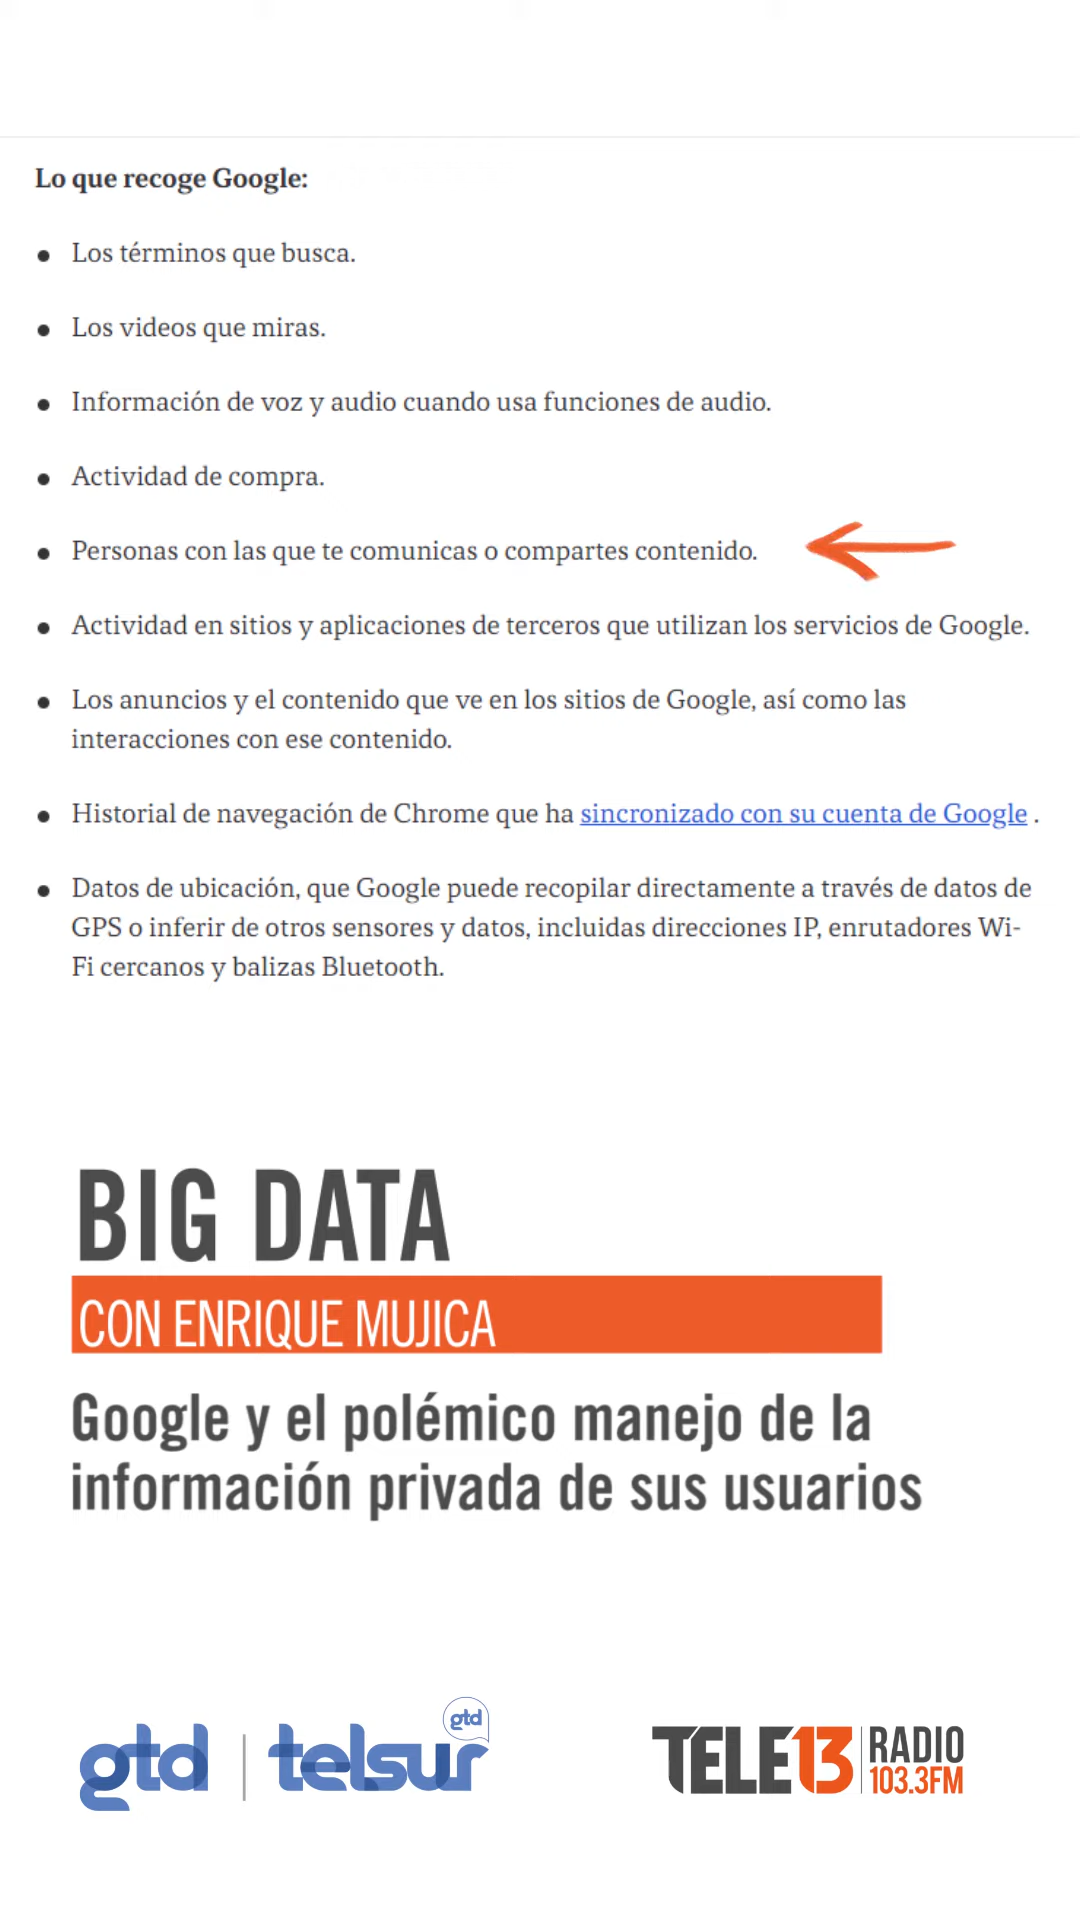 Lo que recoge Google:
Los términos que busca.
Los videos que miras.
Información de voz y audio cuando usa funciones de audio.
Actividad de compra.
Personas con las que te comunicas o compartes contenido.
Actividad en sitios y aplicaciones de terceros que utilizan los servicios de Google.
Los anuncios y el contenido que ve en los sitios de Google, así como las
interacciones con ese contenido.
Historial de navegación de Chrome que ha sincronizado con su cuenta de Google .
Datos de ubicación, que Google puede recopilar directamente a través de datos de
GPS o inferir de otros sensores y datos, incluidas direcciones IP, enrutadores Wi-
Fi cercanos y balizas Bluetooth.
BIG DATA
CON ENRIQUE MUJICA
Google y el polémico manejo de la
información privada de sus usuarios
gtd | telsur gtd
TELE13 RADIO
103.3FM